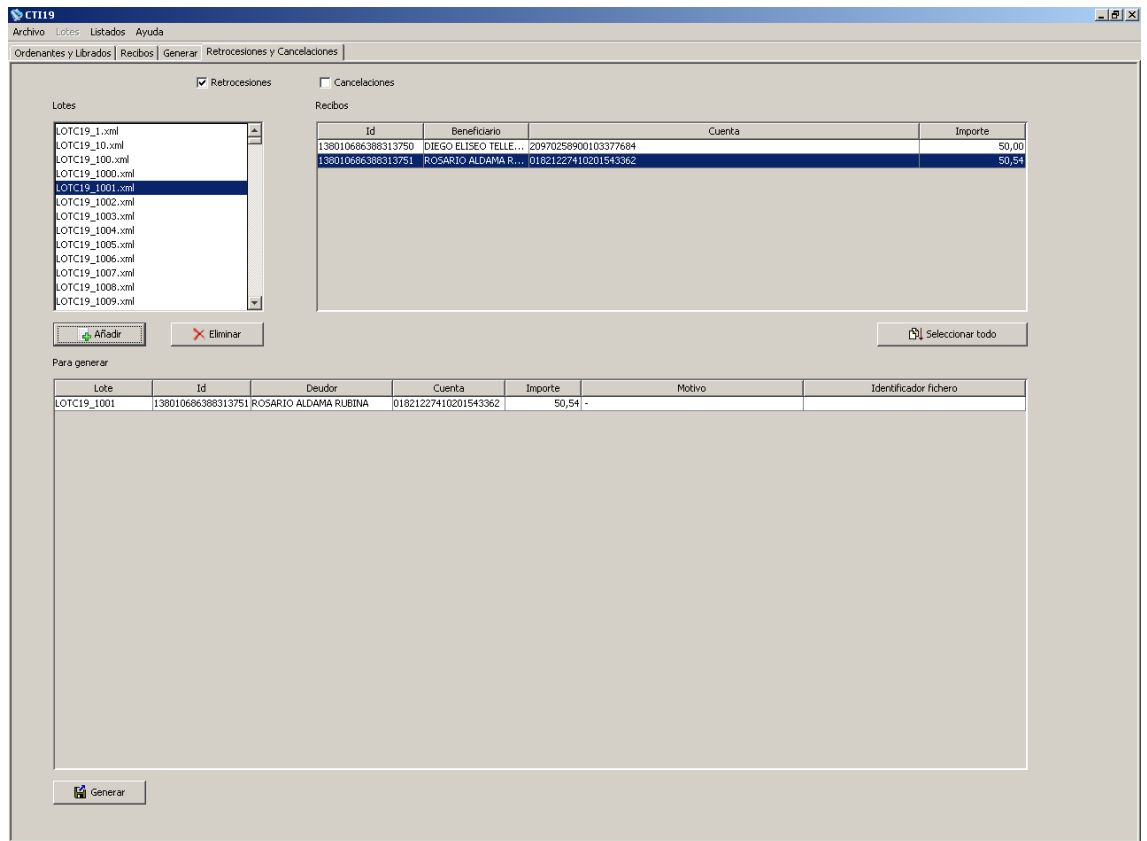 CTI19
Archivo Lotes Listados Ayuda
Ordenantes y Librados Recibos Generar Retrocesiones y Cancelaciones
Retrocesiones Cancelaciones
Lotes Recibos
LOTC19_1.xml
LOTC19_10.xml
LOTC19_100.xml
LOTC19_1000.xml
LOTC19_1001.xml
LOTC19_1002.xml
LOTC19_1003.xml
LOTC19_1004.xml
LOTC19_1005.xml
LOTC19_1006.xml
LOTC19_1007.xml
LOTC19_1008.xml
LOTC19_1009.xml
Id Beneficiario Cuenta Importe
138010686388313750 DIEGO ELISEO TELLE... 20970258900103377684 50,00
138010686388313751 ROSARIO ALDAMA R... 01821227410201543362 50,54
Añadir Eliminar Seleccionar todo
Para generar
Lote Id Deudor Cuenta Importe Motivo Identificador fichero
LOTC19_1001 138010686388313751 ROSARIO ALDAMA RUBINA 01821227410201543362 50,54 -
Generar